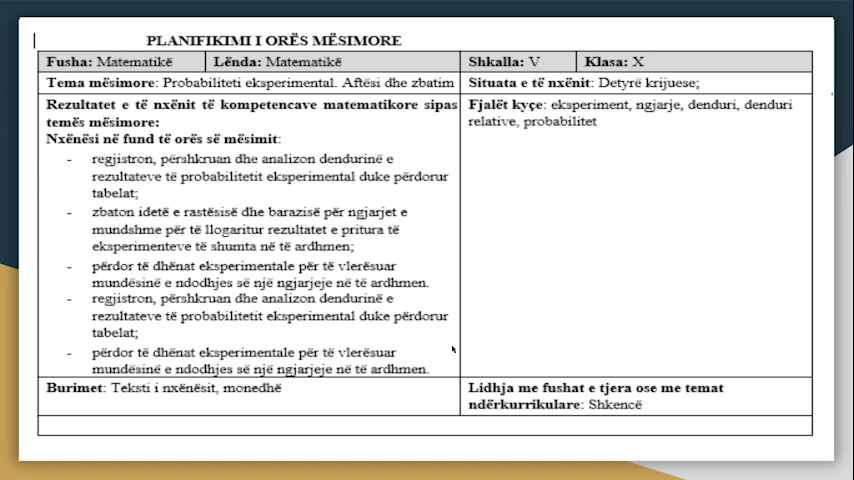 PLANIFIKIMI I ORËS MËSIMORE
Fusha: Matematikë
Lënda: Matematikë
Shkalla: V
Klasa: X
Tema mësimore: Probabiliteti eksperimental. Aftësi dhe zbatim
Situata e të nxënit: Detyrë krijuese;
Rezultatet e të nxënit të kompetencave matematikore sipas
temës mësimore:
Nxënësi në fund të orës së mësimit:
- regjistron, përshkruan dhe analizon dendurinë e
rezultateve të probabilitetit eksperimental duke përdorur
tabelat;
- zbaton idetë e rastësisë dhe barazisë për ngjarjet e
mundshme për të llogaritur rezultatet e pritura të
eksperimenteve të shumta në të ardhmen;
- përdor të dhënat eksperimentale për të vlerësuar
mundësinë e ndodhjes së një ngjarjeje në të ardhmen.
- regjistron, përshkruan dhe analizon dendurinë e
rezultateve të probabilitetit eksperimental duke përdorur
tabelat;
- përdor të dhënat eksperimentale për të vlerësuar
mundësinë e ndodhjes së një ngjarjeje në të ardhmen.
Fjalët kyçe: eksperiment, ngjarje, denduri, denduri
relative, probabilitet
Burimet: Teksti i nxënësit, monedhë
Lidhja me fushat e tjera ose me temat
ndërkurrikulare: Shkencë